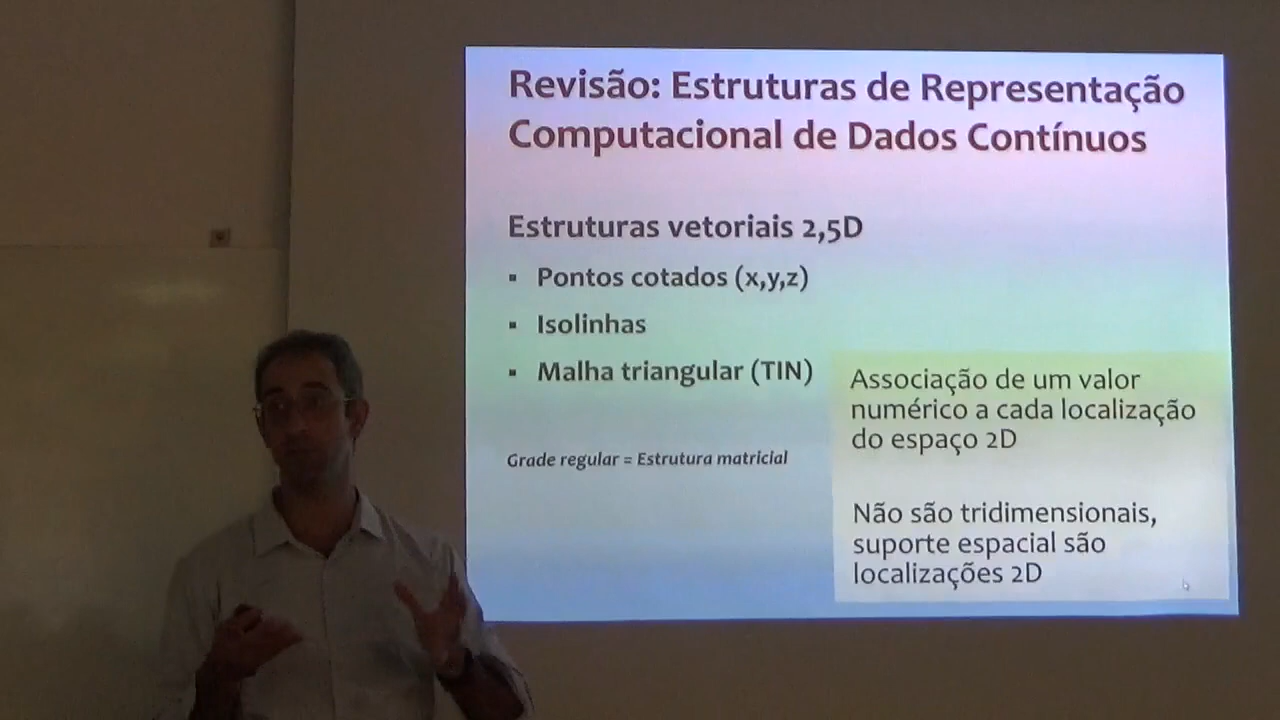 Revisão: Estruturas de Representação
Computacional de Dados Contínuos
Estruturas vetoriais 2,5D
▪ Pontos cotados (x,y,z)
▪ Isolinhas
▪ Malha triangular (TIN)
Grade regular = Estrutura matricial
Associação de um valor
numérico a cada localização
do espaço 2D
Não são tridimensionais,
suporte espacial são
localizações 2D